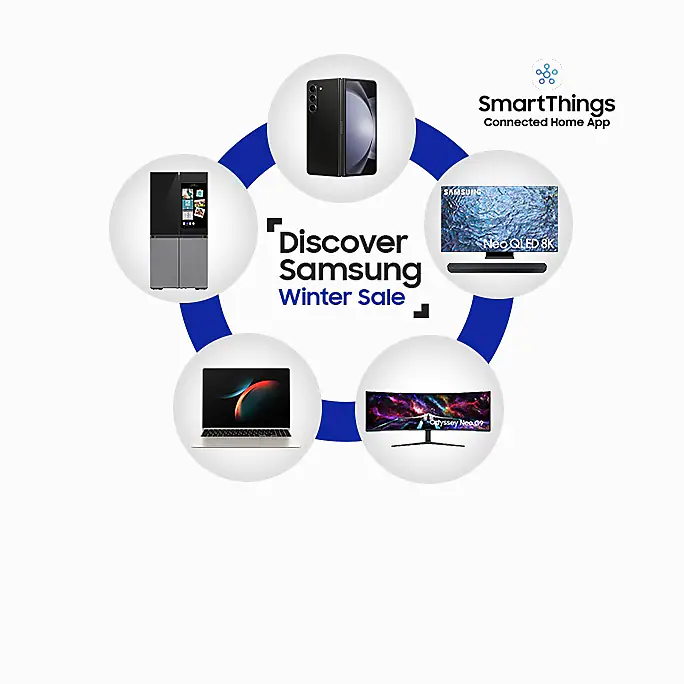 SmartThings
Connected Home App
SAMSUNG
Neo QLED 8K
Discover
Samsung
Winter Sale
Odyssey Neo G9